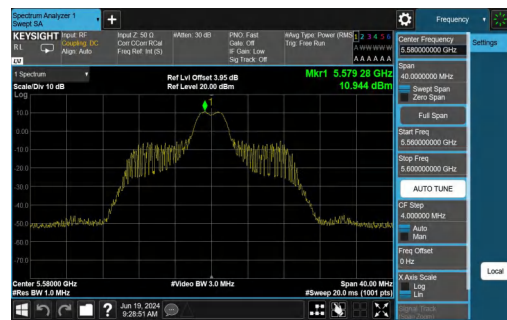 Spectrum Analyzer 1
Swept SA
Frequency
KEYSIGHT
Input: RF
Coupling: DC
Align: Auto
RL
Input Z: 50 Ω
Corr CCorr RCal
Freq Ref: Int (S)
#Atten: 30 dB
PNO: Fast
Gate: Off
IF Gain: Low
Sig Track: Off
#Avg Type: Power (RMS)
Trig: Free Run
1 2 3 4 5 6
A W W W W W
A A A A A A
LV
Center Frequency
5.580000000 GHz
Settings
Span
40.0000000 MHz
Swept Span
Zero Span
Full Span
Start Freq
5.560000000 GHz
Stop Freq
5.600000000 GHz
AUTO TUNE
CF Step
4.000000 MHz
Auto
Man
Freq Offset
0 Hz
X Axis Scale
Log
Lin
Signal Track
(Span Zoom)
Local
1 Spectrum
Scale/Div 10 dB
Log
Ref Lvl Offset 3.95 dB
Ref Level 20.00 dBm
Mkr1 5.579 28 GHz
10.944 dBm
1
10.0
0.00
-10.0
-20.0
-30.0
-40.0
-50.0
-60.0
-70.0
Center 5.58000 GHz
#Res BW 1.0 MHz
#Video BW 3.0 MHz
Span 40.00 MHz
#Sweep 20.0 ms (1001 pts)
Jun 19, 2024
9:28:51 AM